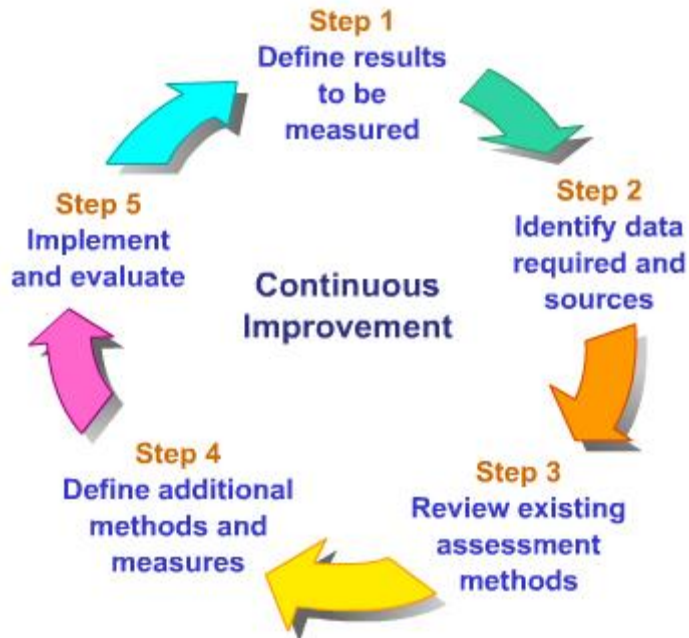 Step 1
Define results
to be
measured
Step 2
Identify data
required and
sources
Step 3
Review existing
assessment
methods
Step 4
Define additional
methods and
measures
Step 5
Implement
and evaluate
Continuous
Improvement